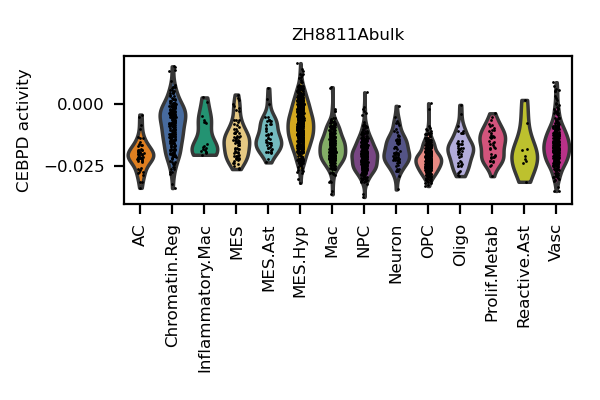 ZH8811Abulk
CEBPD activity
0.000
−0.025
AC
Chromatin.Reg
Inflammatory.Mac
MES
MES.Ast
MES.Hyp
Mac
NPC
Neuron
OPC
Oligo
Prolif.Metab
Reactive.Ast
Vasc